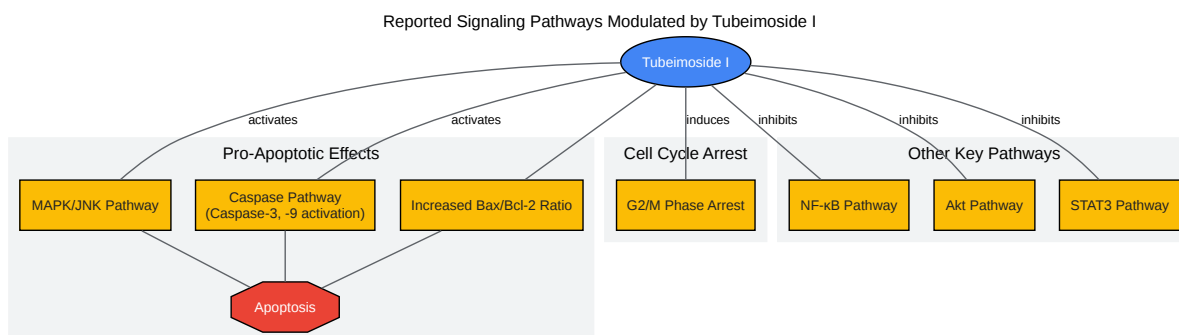 Reported Signaling Pathways Modulated by Tubeimoside I
Tubeimoside I
activates
activates
induces
inhibits
inhibits
inhibits
Pro-Apoptotic Effects
Cell Cycle Arrest
Other Key Pathways
MAPK/JNK Pathway
Caspase Pathway
(Caspase-3, -9 activation)
Increased Bax/Bcl-2 Ratio
G2/M Phase Arrest
NF-κB Pathway
Akt Pathway
STAT3 Pathway
Apoptosis